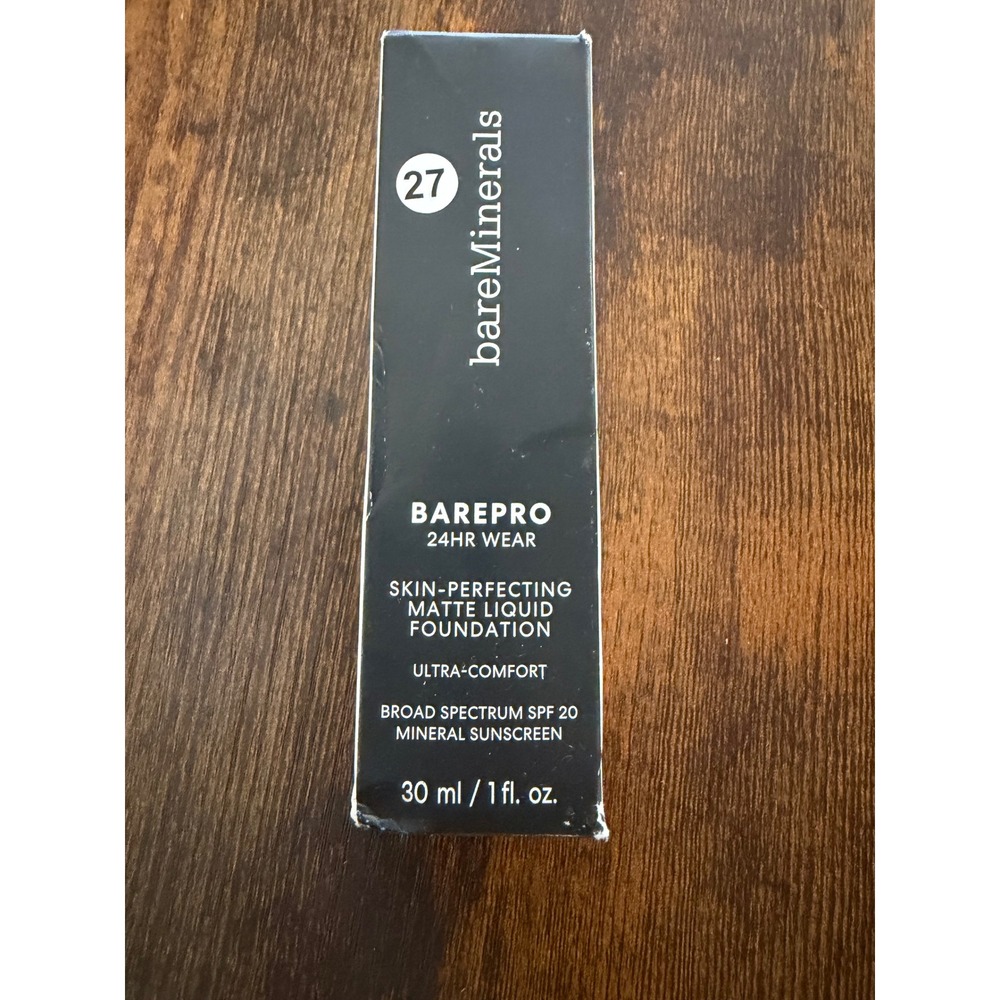 27
bareMinerals
BAREPRO
24HR WEAR
SKIN-PERFECTING
MATTE LIQUID
FOUNDATION
ULTRA-COMFORT
BROAD SPECTRUM SPF 20
MINERAL SUNSCREEN
30 ml / 1 fl. oz.